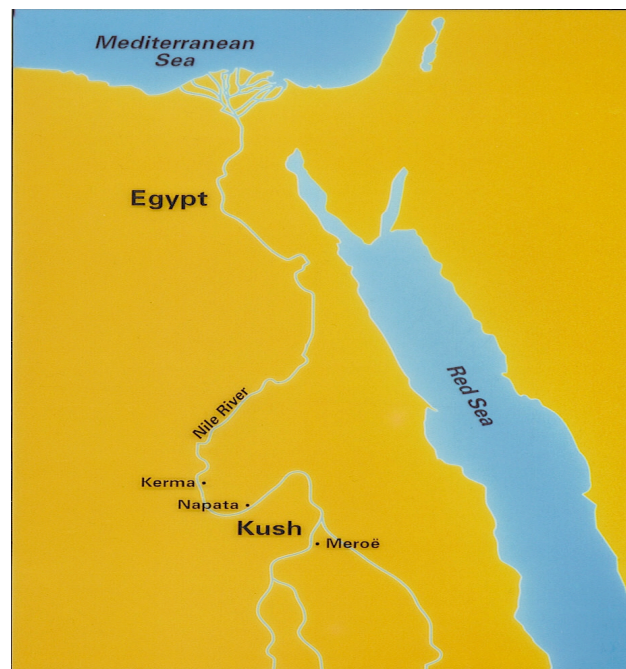 Mediterranean
Sea
Egypt
Red Sea
Nile River
Kerma
Napata
Kush
Meroë